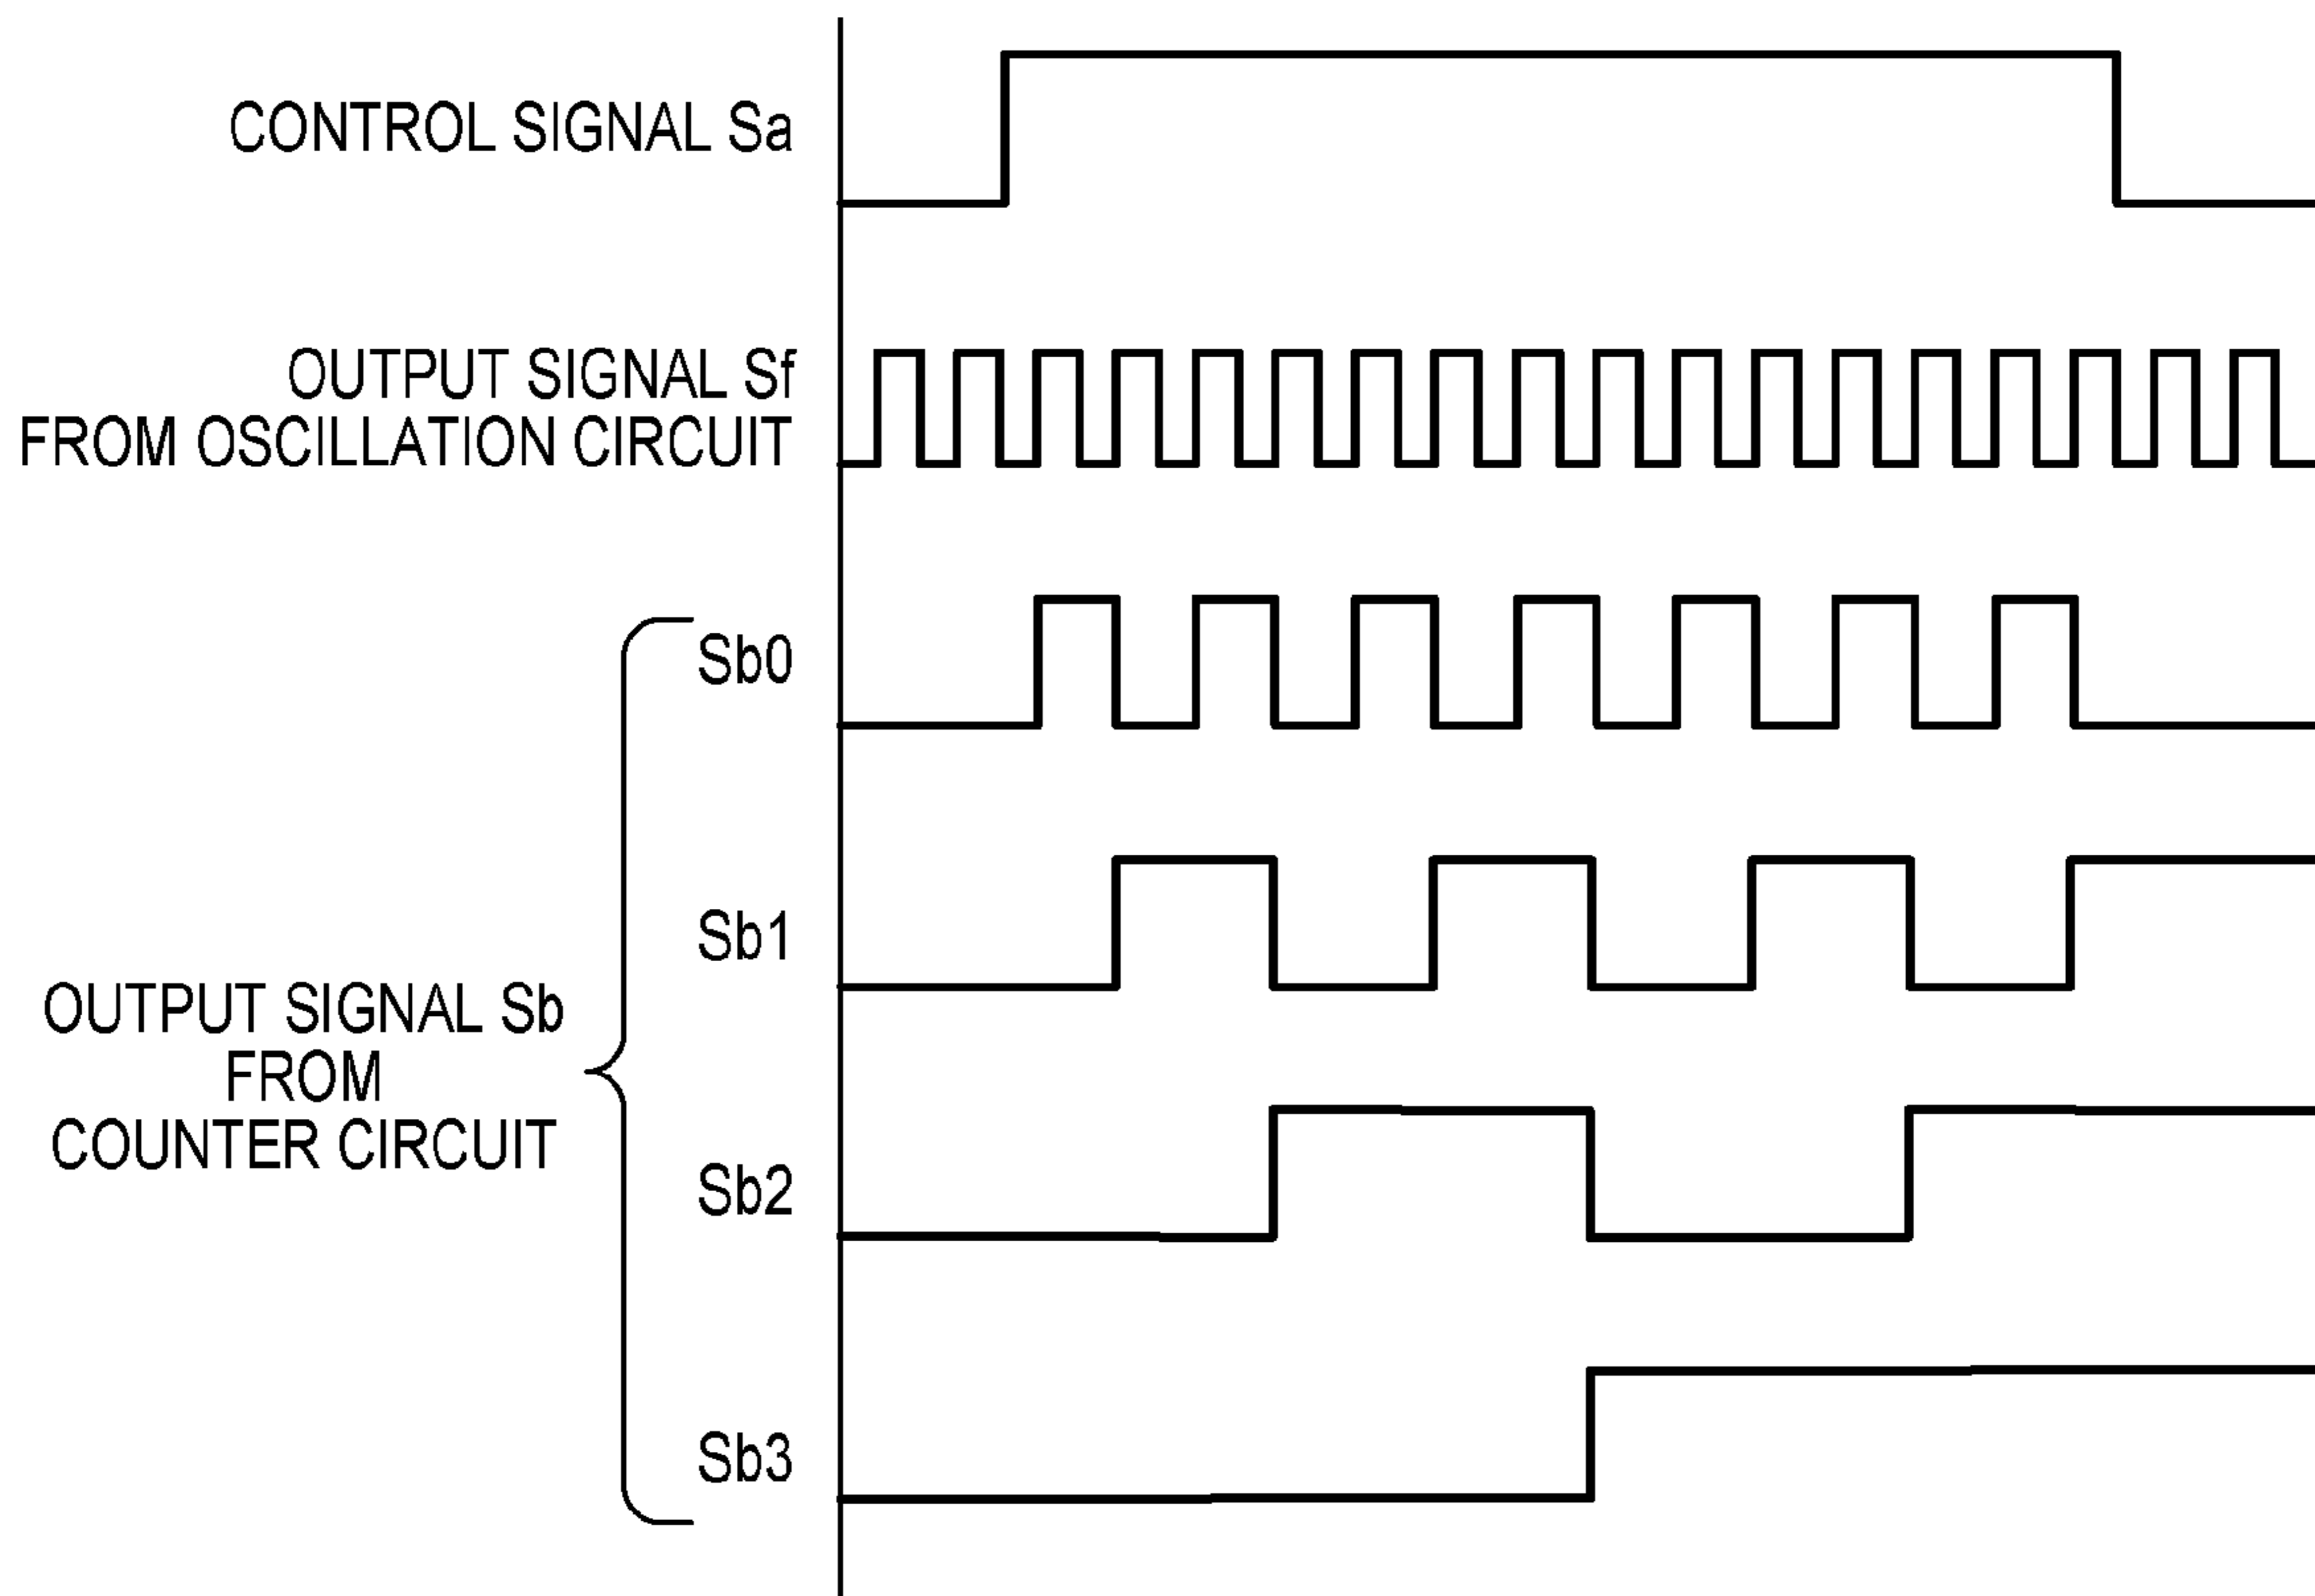 CONTROL SIGNAL Sa
OUTPUT SIGNAL Sf
FROM OSCILLATION CIRCUIT
Sb0
Sb1
OUTPUT SIGNAL Sb
FROM
COUNTER CIRCUIT
Sb2
Sb3